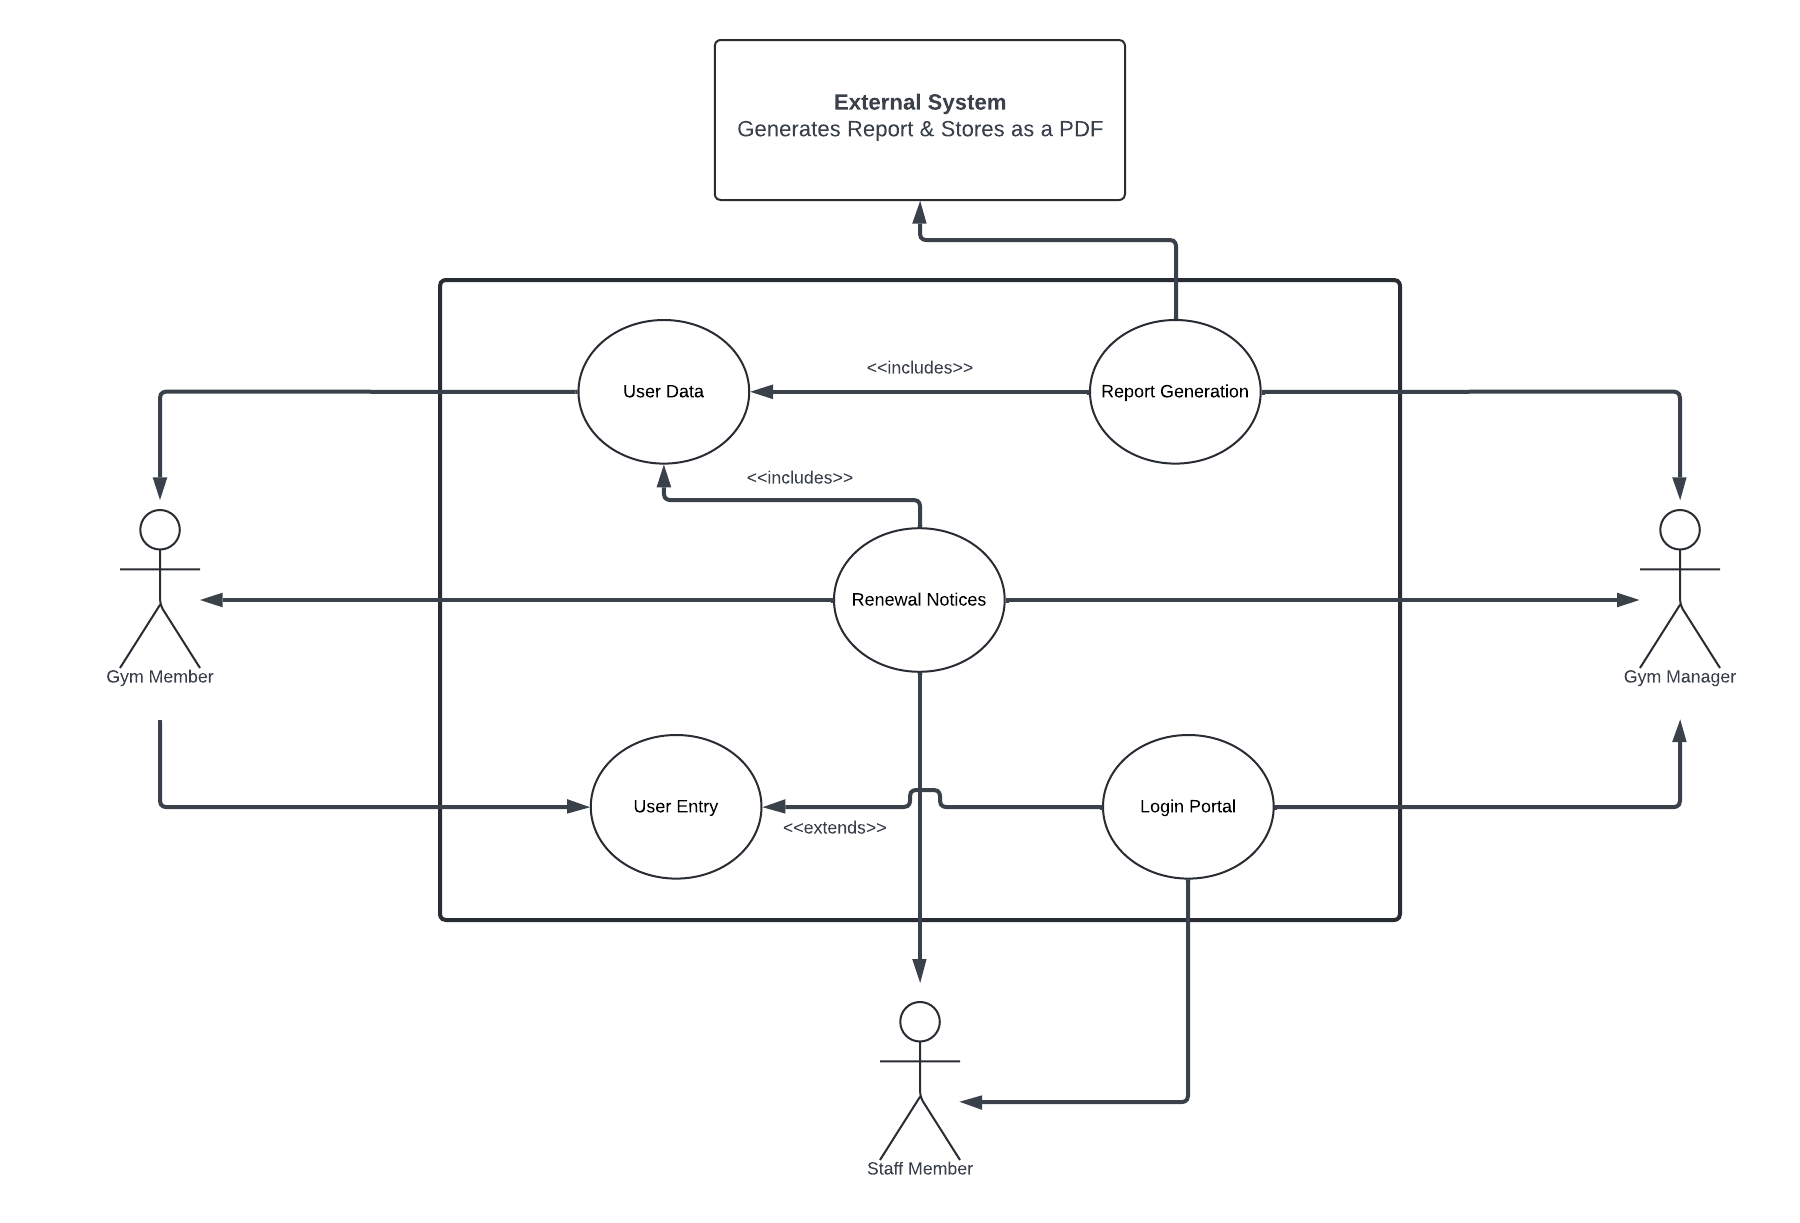 External System
Generates Report & Stores as a PDF
<<includes>>
User Data
Report Generation
<<includes>>
Renewal Notices
Gym Member
Gym Manager
User Entry
Login Portal
<<extends>>
Staff Member